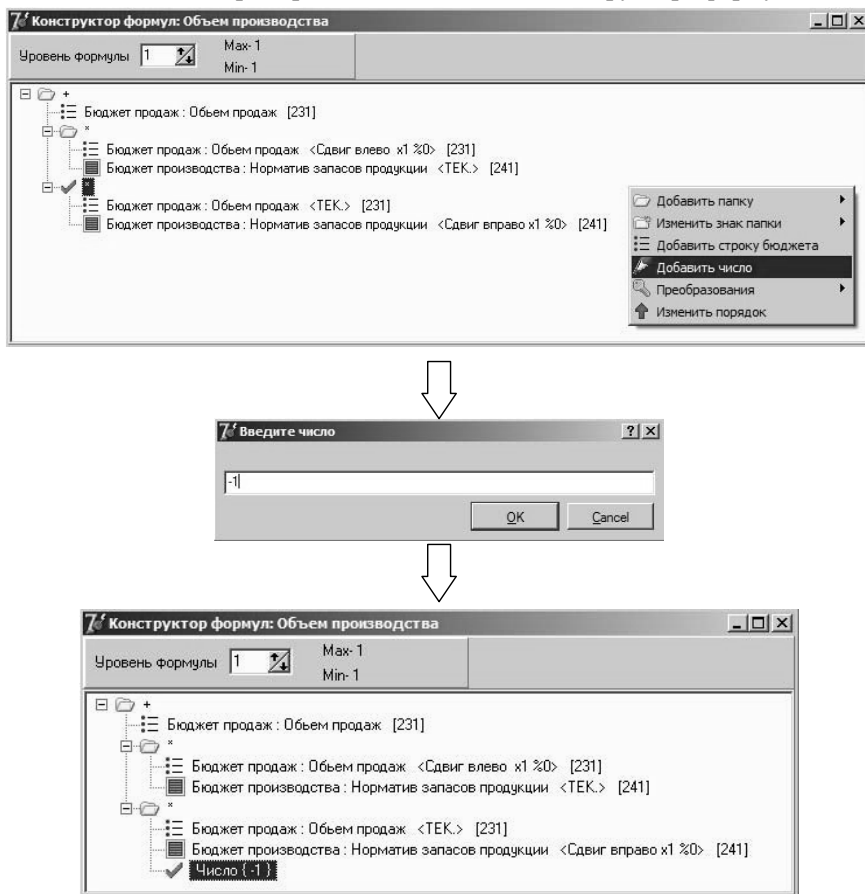 Конструктор формул: Объем производства
Уровень формулы 1 Max- 1
Min- 1
+
Бюджет продаж : Объем продаж [231]
*
Бюджет продаж : Объем продаж <Сдвиг влево x1 %0> [231]
Бюджет производства : Норматив запасов продукции <ТЕК.> [241]
*
Бюджет продаж : Объем продаж <ТЕК.> [231]
Бюджет производства : Норматив запасов продукции <Сдвиг вправо x1 %0> [241]
Добавить папку
Изменить знак папки
Добавить строку бюджета
Добавить число
Преобразования
Изменить порядок
Введите число
-1
OK Cancel
Конструктор формул: Объем производства
Уровень формулы 1 Max- 1
Min- 1
+
Бюджет продаж : Объем продаж [231]
*
Бюджет продаж : Объем продаж <Сдвиг влево x1 %0> [231]
Бюджет производства : Норматив запасов продукции <ТЕК.> [241]
*
Бюджет продаж : Объем продаж <ТЕК.> [231]
Бюджет производства : Норматив запасов продукции <Сдвиг вправо x1 %0> [241]
Число { -1 }